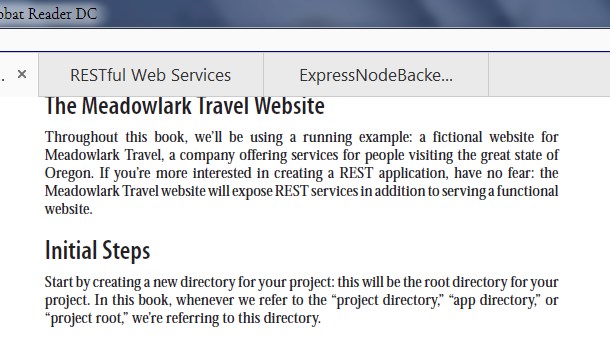 obat Reader DC
. × RESTful Web Services ExpressNodeBacke...
The Meadowlark Travel Website
Throughout this book, we'll be using a running example: a fictional website for
Meadowlark Travel, a company offering services for people visiting the great state of
Oregon. If you're more interested in creating a REST application, have no fear: the
Meadowlark Travel website will expose REST services in addition to serving a functional
website.
Initial Steps
Start by creating a new directory for your project: this will be the root directory for your
project. In this book, whenever we refer to the “project directory,” “app directory,” or
“project root,” we're referring to this directory.